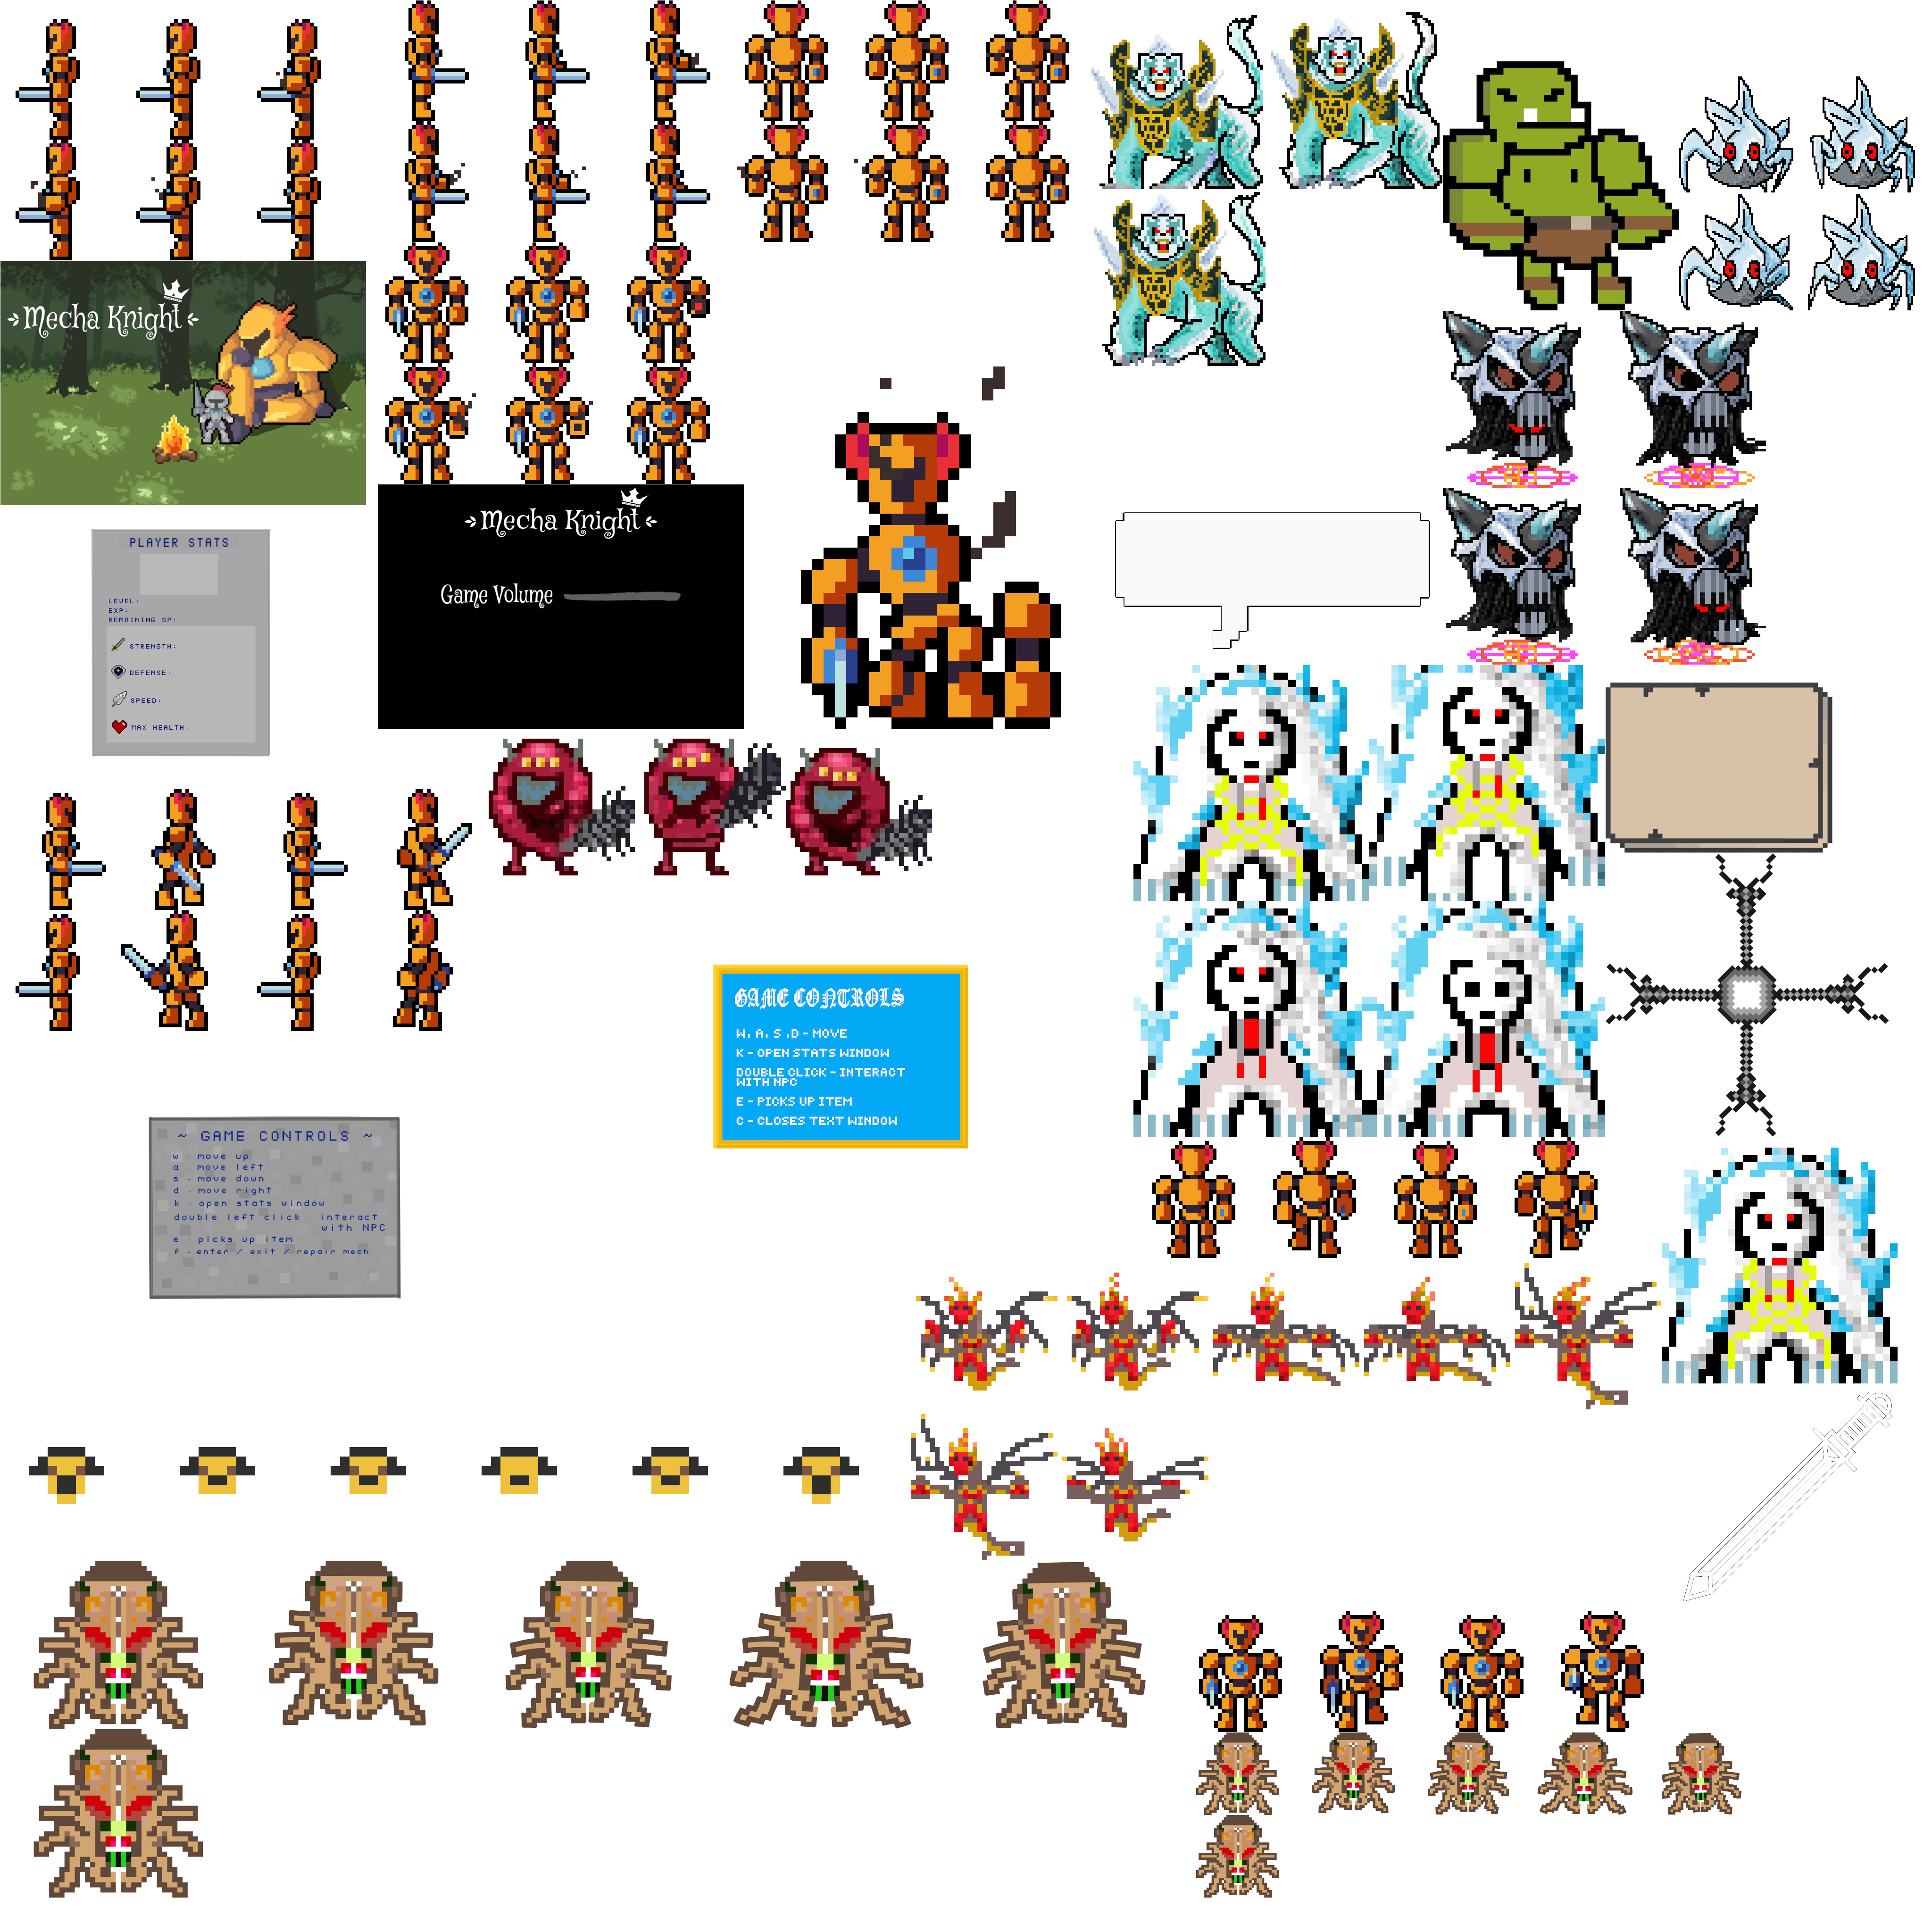 Mecha Knight
Mecha Knight
Game Volume
PLAYER STATS
LEVEL:
EXP:
REMAINING SP:
STRENGTH:
DEFENSE:
SPEED:
MAX HEALTH:
GAME CONTROLS
W. A. S .D - MOVE
K - OPEN STATS WINDOW
DOUBLE CLICK - INTERACT
WITH NPC
E - PICKS UP ITEM
C - CLOSES TEXT WINDOW
~ GAME CONTROLS ~
w - move up
a - move left
s - move down
d - move right
k - open stats window
double left click - interact
with NPC
e - picks up item
f - enter / exit / repair mech